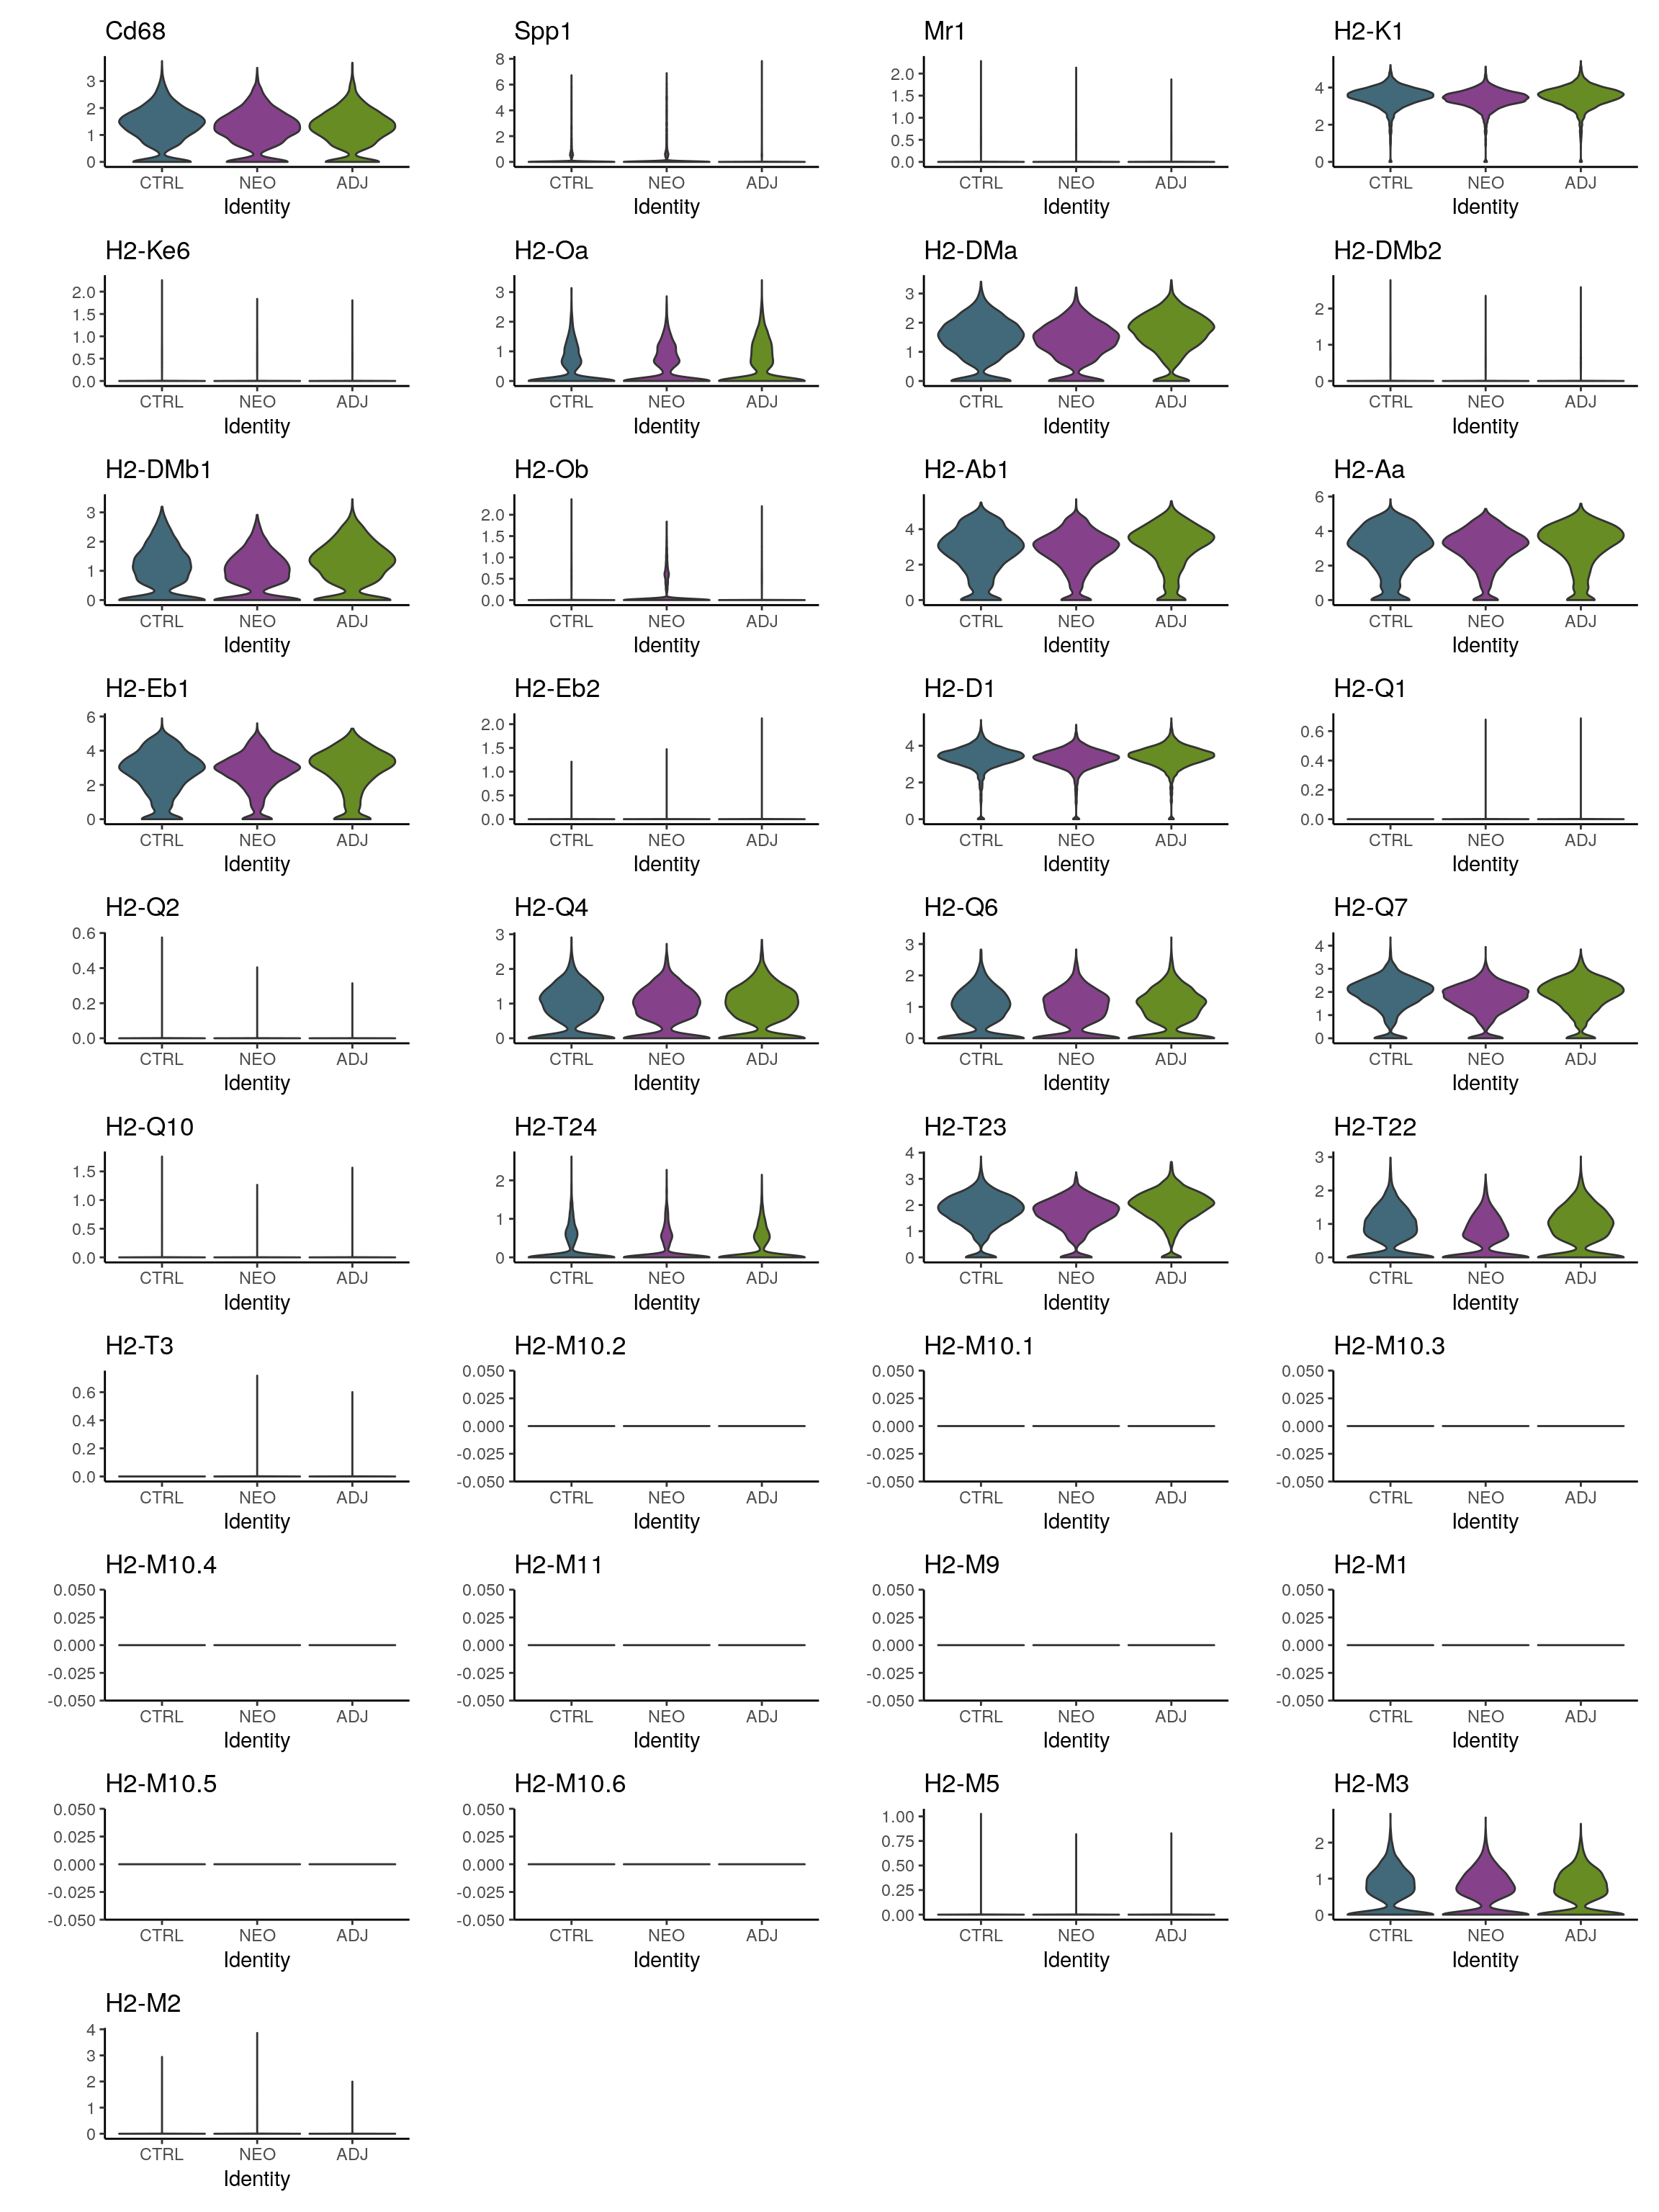 Cd68
3
2
1
0
CTRL NEO ADJ
Identity
Spp1
8
6
4
2
0
CTRL NEO ADJ
Identity
Mr1
2.0
1.5
1.0
0.5
0.0
CTRL NEO ADJ
Identity
H2-K1
4
2
0
CTRL NEO ADJ
Identity
H2-Ke6
2.0
1.5
1.0
0.5
0.0
CTRL NEO ADJ
Identity
H2-Oa
3
2
1
0
CTRL NEO ADJ
Identity
H2-DMa
3
2
1
0
CTRL NEO ADJ
Identity
H2-DMb2
2
1
0
CTRL NEO ADJ
Identity
H2-DMb1
3
2
1
0
CTRL NEO ADJ
Identity
H2-Ob
2.0
1.5
1.0
0.5
0.0
CTRL NEO ADJ
Identity
H2-Ab1
4
2
0
CTRL NEO ADJ
Identity
H2-Aa
6
4
2
0
CTRL NEO ADJ
Identity
H2-Eb1
6
4
2
0
CTRL NEO ADJ
Identity
H2-Eb2
2.0
1.5
1.0
0.5
0.0
CTRL NEO ADJ
Identity
H2-D1
4
2
0
CTRL NEO ADJ
Identity
H2-Q1
0.6
0.4
0.2
0.0
CTRL NEO ADJ
Identity
H2-Q2
0.6
0.4
0.2
0.0
CTRL NEO ADJ
Identity
H2-Q4
3
2
1
0
CTRL NEO ADJ
Identity
H2-Q6
3
2
1
0
CTRL NEO ADJ
Identity
H2-Q7
4
3
2
1
0
CTRL NEO ADJ
Identity
H2-Q10
1.5
1.0
0.5
0.0
CTRL NEO ADJ
Identity
H2-T24
2
1
0
CTRL NEO ADJ
Identity
H2-T23
4
3
2
1
0
CTRL NEO ADJ
Identity
H2-T22
3
2
1
0
CTRL NEO ADJ
Identity
H2-T3
0.6
0.4
0.2
0.0
CTRL NEO ADJ
Identity
H2-M10.2
0.050
0.025
0.000
-0.025
-0.050
CTRL NEO ADJ
Identity
H2-M10.1
0.050
0.025
0.000
-0.025
-0.050
CTRL NEO ADJ
Identity
H2-M10.3
0.050
0.025
0.000
-0.025
-0.050
CTRL NEO ADJ
Identity
H2-M10.4
0.050
0.025
0.000
-0.025
-0.050
CTRL NEO ADJ
Identity
H2-M11
0.050
0.025
0.000
-0.025
-0.050
CTRL NEO ADJ
Identity
H2-M9
0.050
0.025
0.000
-0.025
-0.050
CTRL NEO ADJ
Identity
H2-M1
0.050
0.025
0.000
-0.025
-0.050
CTRL NEO ADJ
Identity
H2-M10.5
0.050
0.025
0.000
-0.025
-0.050
CTRL NEO ADJ
Identity
H2-M10.6
0.050
0.025
0.000
-0.025
-0.050
CTRL NEO ADJ
Identity
H2-M5
1.00
0.75
0.50
0.25
0.00
CTRL NEO ADJ
Identity
H2-M3
2
1
0
CTRL NEO ADJ
Identity
H2-M2
4
3
2
1
0
CTRL NEO ADJ
Identity